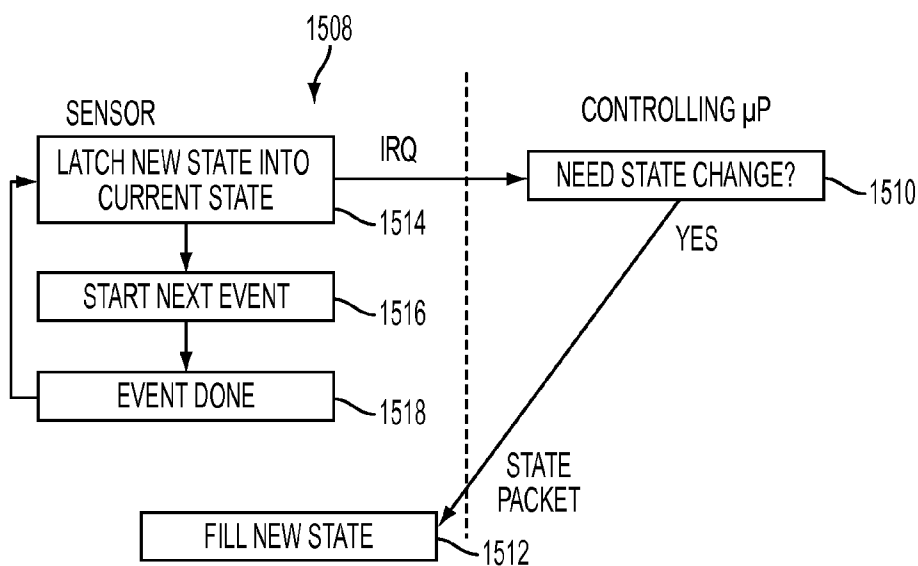 1508
SENSOR
CONTROLLING µP
LATCH NEW STATE INTO
CURRENT STATE
IRQ
NEED STATE CHANGE?
1514
1510
YES
START NEXT EVENT
1516
EVENT DONE
1518
STATE
PACKET
FILL NEW STATE
1512